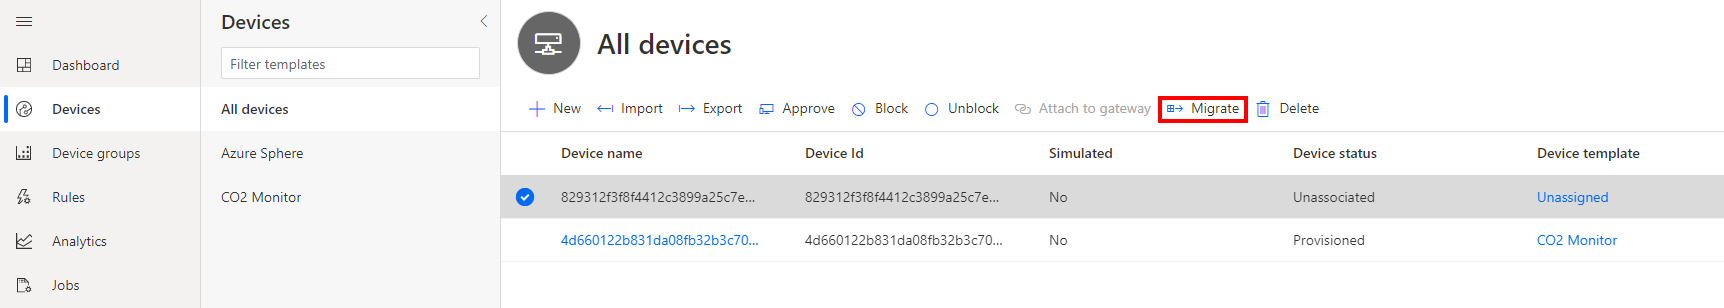 Dashboard
Devices
Device groups
Rules
Analytics
Jobs
Devices
Filter templates
All devices
Azure Sphere
CO2 Monitor
All devices
New Import Export Approve Block Unblock Attach to gateway Migrate Delete
Device name Device Id Simulated Device status Device template
829312f3f8f4412c3899a25c7e... 829312f3f8f4412c3899a25c7e... No Unassociated Unassigned
4d660122b831da08fb32b3c70... 4d660122b831da08fb32b3c70... No Provisioned CO2 Monitor